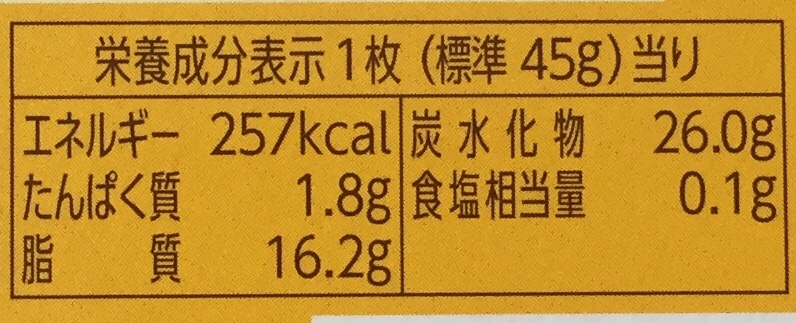 栄養成分表示1枚(標準 45g)当り
エネルギー 257kcal
たんぱく質 1.8g
脂質 16.2g
炭水化物 26.0g
食塩相当量 0.1g